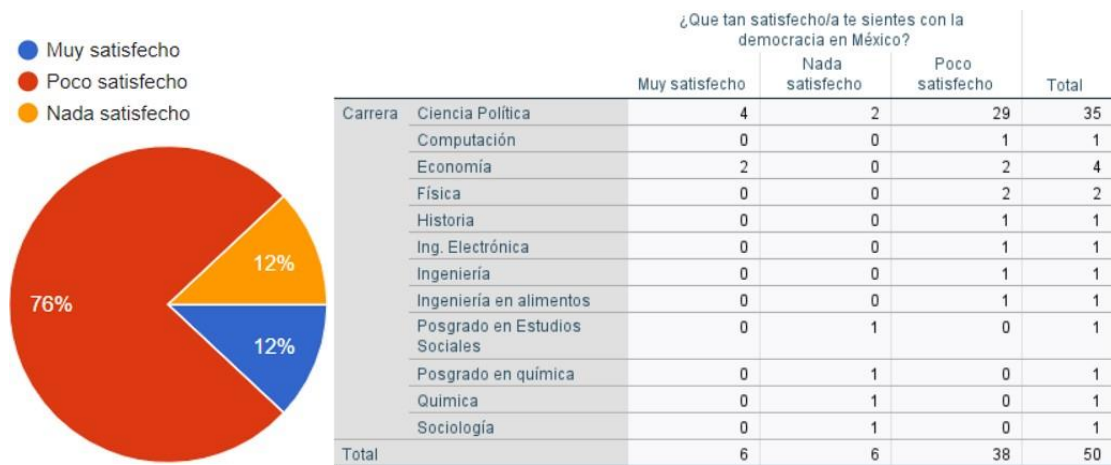 Muy satisfecho
Poco satisfecho
Nada satisfecho
76%
12%
12%
¿Que tan satisfecho/a te sientes con la
democracia en México?
Muy satisfecho Nada satisfecho Poco satisfecho Total
Carrera Ciencia Política 4 2 29 35
Computación 0 0 1 1
Economía 2 0 2 4
Física 0 0 2 2
Historia 0 0 1 1
Ing. Electrónica 0 0 1 1
Ingeniería 0 0 1 1
Ingeniería en alimentos 0 0 1 1
Posgrado en Estudios Sociales 0 1 0 1
Posgrado en química 0 1 0 1
Quimica 0 1 0 1
Sociología 0 1 0 1
Total 6 6 38 50